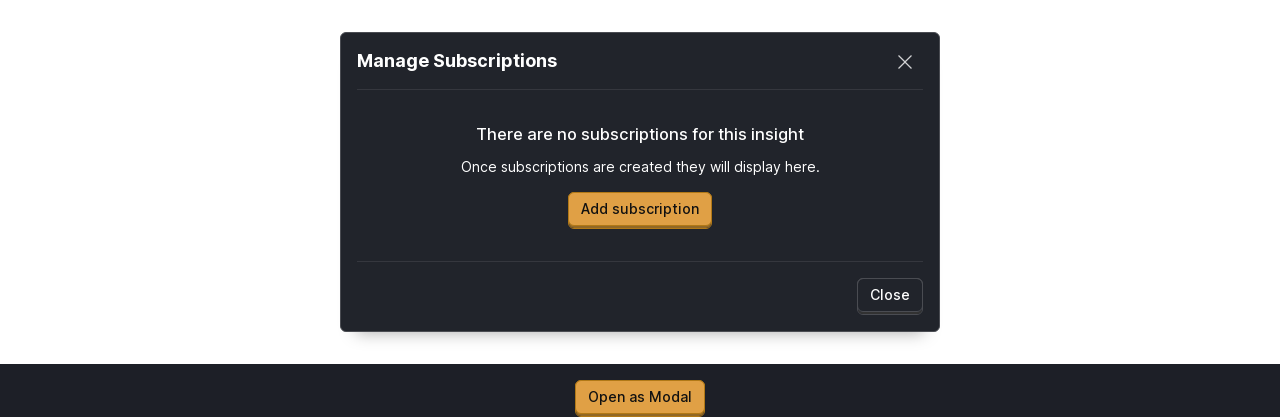 Manage Subscriptions
There are no subscriptions for this insight
Once subscriptions are created they will display here.
Add subscription
Close
Open as Modal